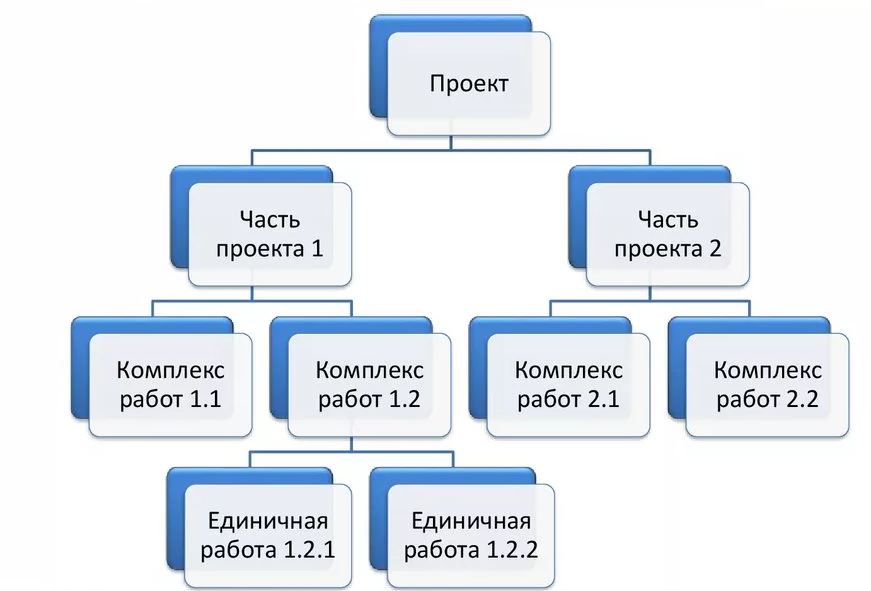 Проект
Часть
проекта 1
Часть
проекта 2
Комплекс
работ 1.1
Комплекс
работ 1.2
Комплекс
работ 2.1
Комплекс
работ 2.2
Единичная
работа 1.2.1
Единичная
работа 1.2.2